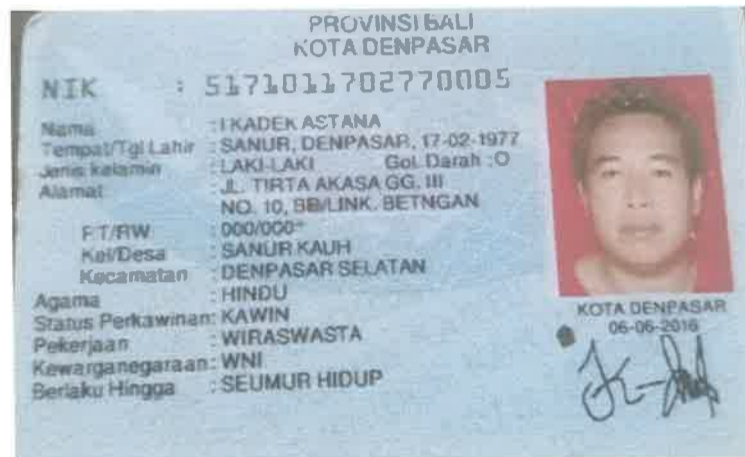 PROVINSI BALI
KOTA DENPASAR
NIK : 5171011702770005
Nama : I KADEK ASTANA
Tempat/Tgl Lahir : SANUR, DENPASAR, 17-02-1977
Jenis kelamin : LAKI-LAKI Gol. Darah : O
Alamat : JL. TIRTA AKASA GG. III
NO. 10, BB/LINK. BETNGAN
RT/RW : 000/000
Kel/Desa : SANUR KAUH
Kecamatan : DENPASAR SELATAN
Agama : HINDU
Status Perkawinan: KAWIN
Pekerjaan : WIRASWASTA
Kewarganegaraan: WNI
Berlaku Hingga : SEUMUR HIDUP
KOTA DENPASAR
06-06-2016